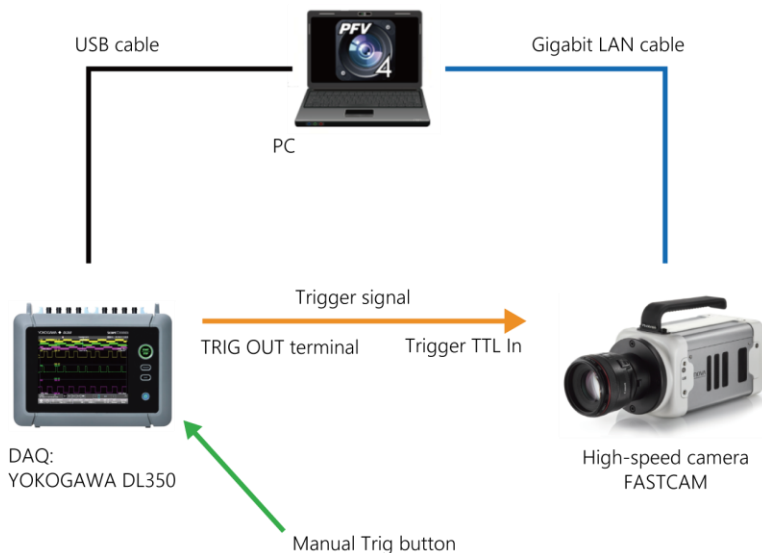 USB cable
PFV
4
Gigabit LAN cable
PC
Trigger signal
TRIG OUT terminal
Trigger TTL In
YOKOGAWA
DAQ:
YOKOGAWA DL350
High-speed camera
FASTCAM
Manual Trig button